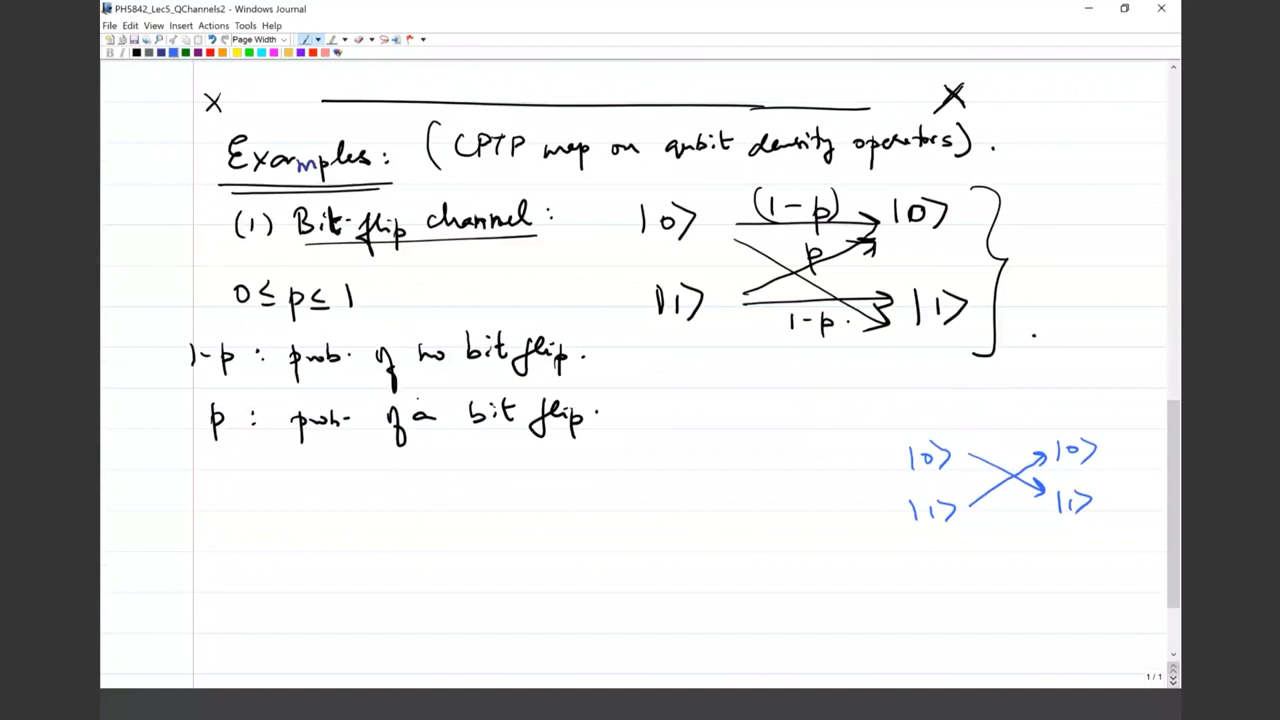 PH5842_Lec5_QChannels2 - Windows Journal
File Edit View Insert Actions Tools Help
Page Width
B I
x x
Examples: (CPTP map on qubit density operators).
(1) Bit-flip channel: |0⟩ (1-p) |0⟩
p
0 ≤ p ≤ 1 |1⟩ 1-p. |1⟩
1-p : prob. of no bit flip.
p : prob- of a bit flip.
|0⟩ |0⟩
|1⟩ |1⟩
1 / 1